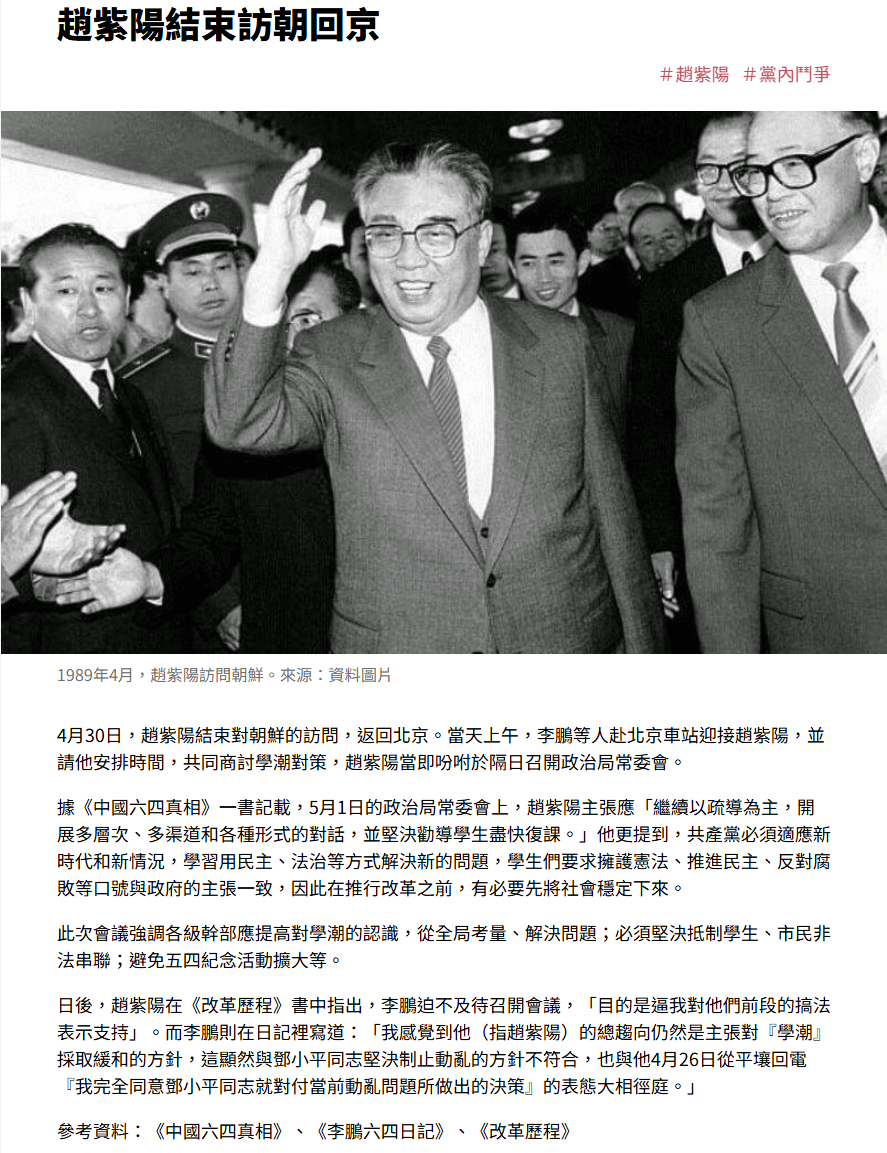 趙紫陽結束訪朝回京
＃趙紫陽 ＃黨內鬥爭
1989年4月，趙紫陽訪問朝鮮。來源：資料圖片
4月30日，趙紫陽結束對朝鮮的訪問，返回北京。當天上午，李鵬等人赴北京車站迎接趙紫陽，並
請他安排時間，共同商討學潮對策，趙紫陽當即吩咐於隔日召開政治局常委會。
據《中國六四真相》一書記載，5月1日的政治局常委會上，趙紫陽主張應「繼續以疏導為主，開
展多層次、多渠道和各種形式的對話，並堅決勸導學生盡快復課。」他更提到，共產黨必須適應新
時代和新情況，學習用民主、法治等方式解決新的問題，學生們要求擁護憲法、推進民主、反對腐
敗等口號與政府的主張一致，因此在推行改革之前，有必要先將社會穩定下來。
此次會議強調各級幹部應提高對學潮的認識，從全局考量、解決問題；必須堅決抵制學生、市民非
法串聯；避免五四紀念活動擴大等。
日後，趙紫陽在《改革歷程》書中指出，李鵬迫不及待召開會議，「目的是逼我對他們前段的搞法
表示支持」。而李鵬則在日記裡寫道：「我感覺到他（指趙紫陽）的總趨向仍然是主張對『學潮』
採取緩和的方針，這顯然與鄧小平同志堅決制止動亂的方針不符合，也與他4月26日從平壤回電
『我完全同意鄧小平同志就對付當前動亂問題所做出的決策』的表態大相徑庭。」
參考資料：《中國六四真相》、《李鵬六四日記》、《改革歷程》